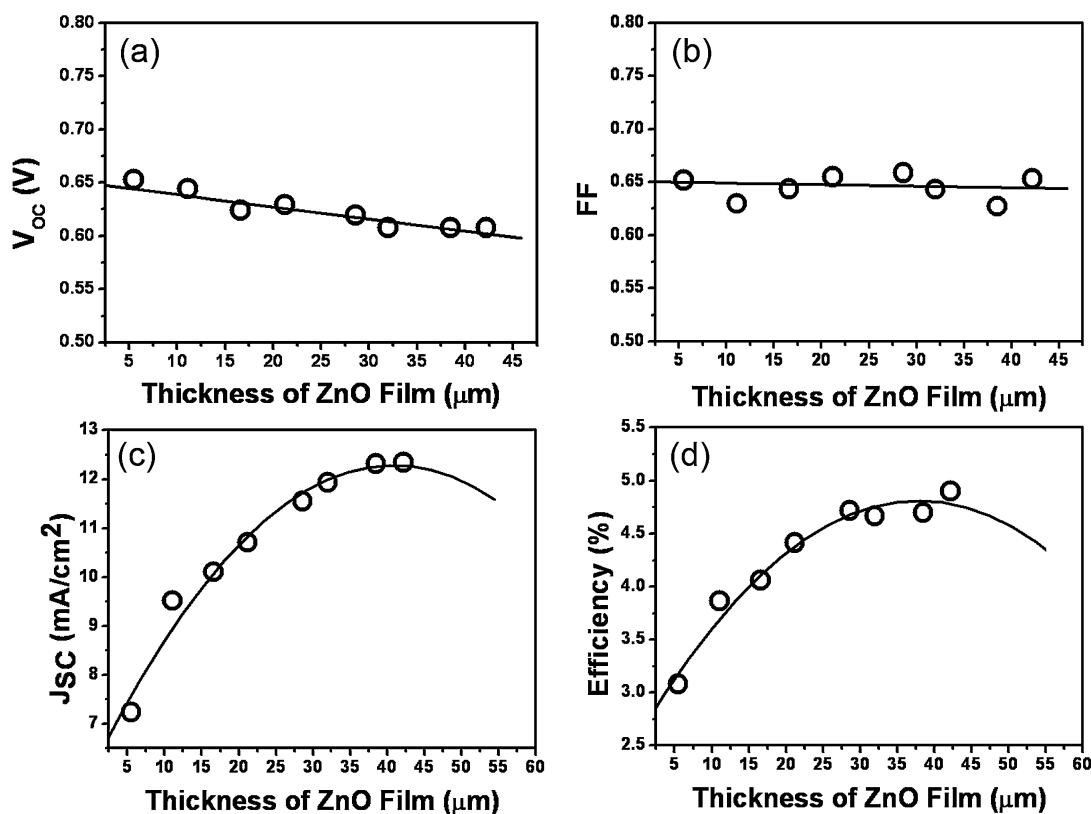 (a)
0.80
0.75
0.70
0.65
0.60
0.55
0.50
V_OC (V)
5 10 15 20 25 30 35 40 45
Thickness of ZnO Film (μm)
(b)
0.80
0.75
0.70
0.65
0.60
0.55
0.50
FF
5 10 15 20 25 30 35 40 45
Thickness of ZnO Film (μm)
(c)
13
12
11
10
9
8
7
J_SC (mA/cm²)
5 10 15 20 25 30 35 40 45 50 55 60
Thickness of ZnO Film (μm)
(d)
5.5
5.0
4.5
4.0
3.5
3.0
2.5
Efficiency (%)
5 10 15 20 25 30 35 40 45 50 55 60
Thickness of ZnO Film (μm)